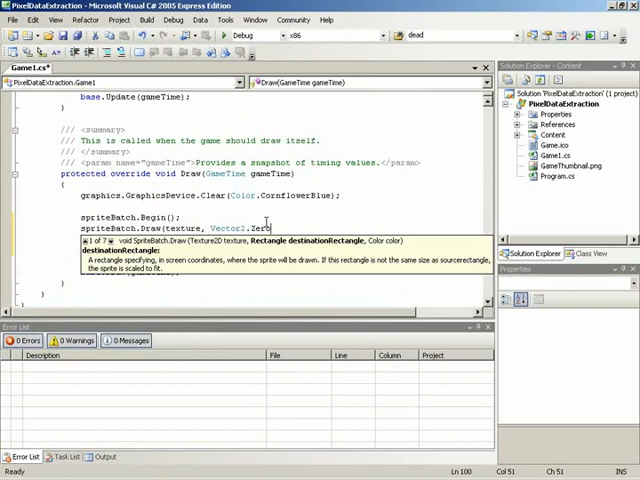 PixelDataExtraction - Microsoft Visual C# 2005 Express Edition
File Edit View Refactor Project Build Debug Data Tools Window Community Help
Debug x86 dead
Game1.cs*
PixelDataExtraction.Game1 Draw(GameTime gameTime)
base.Update(gameTime);
}
/// <summary>
/// This is called when the game should draw itself.
/// </summary>
/// <param name="gameTime">Provides a snapshot of timing values.</param>
protected override void Draw(GameTime gameTime)
{
graphics.GraphicsDevice.Clear(Color.CornflowerBlue);
spriteBatch.Begin();
spriteBatch.Draw(texture, Vector2.Zero
1 of 7 void SpriteBatch.Draw (Texture2D texture, Rectangle destinationRectangle, Color color)
destinationRectangle:
A rectangle specifying, in screen coordinates, where the sprite will be drawn. If this rectangle is not the same size as sourcerectangle,
the sprite is scaled to fit.
}
}
}
Solution Explorer
Solution 'PixelDataExtraction' (1 project)
PixelDataExtraction
Properties
References
Content
Game.ico
Game1.cs
GameThumbnail.png
Program.cs
Solution Explorer Class View
Properties
Error List
0 Errors 0 Warnings 0 Messages
Description File Line Column Project
Error List Task List Output
Ready Ln 100 Col 51 Ch 51